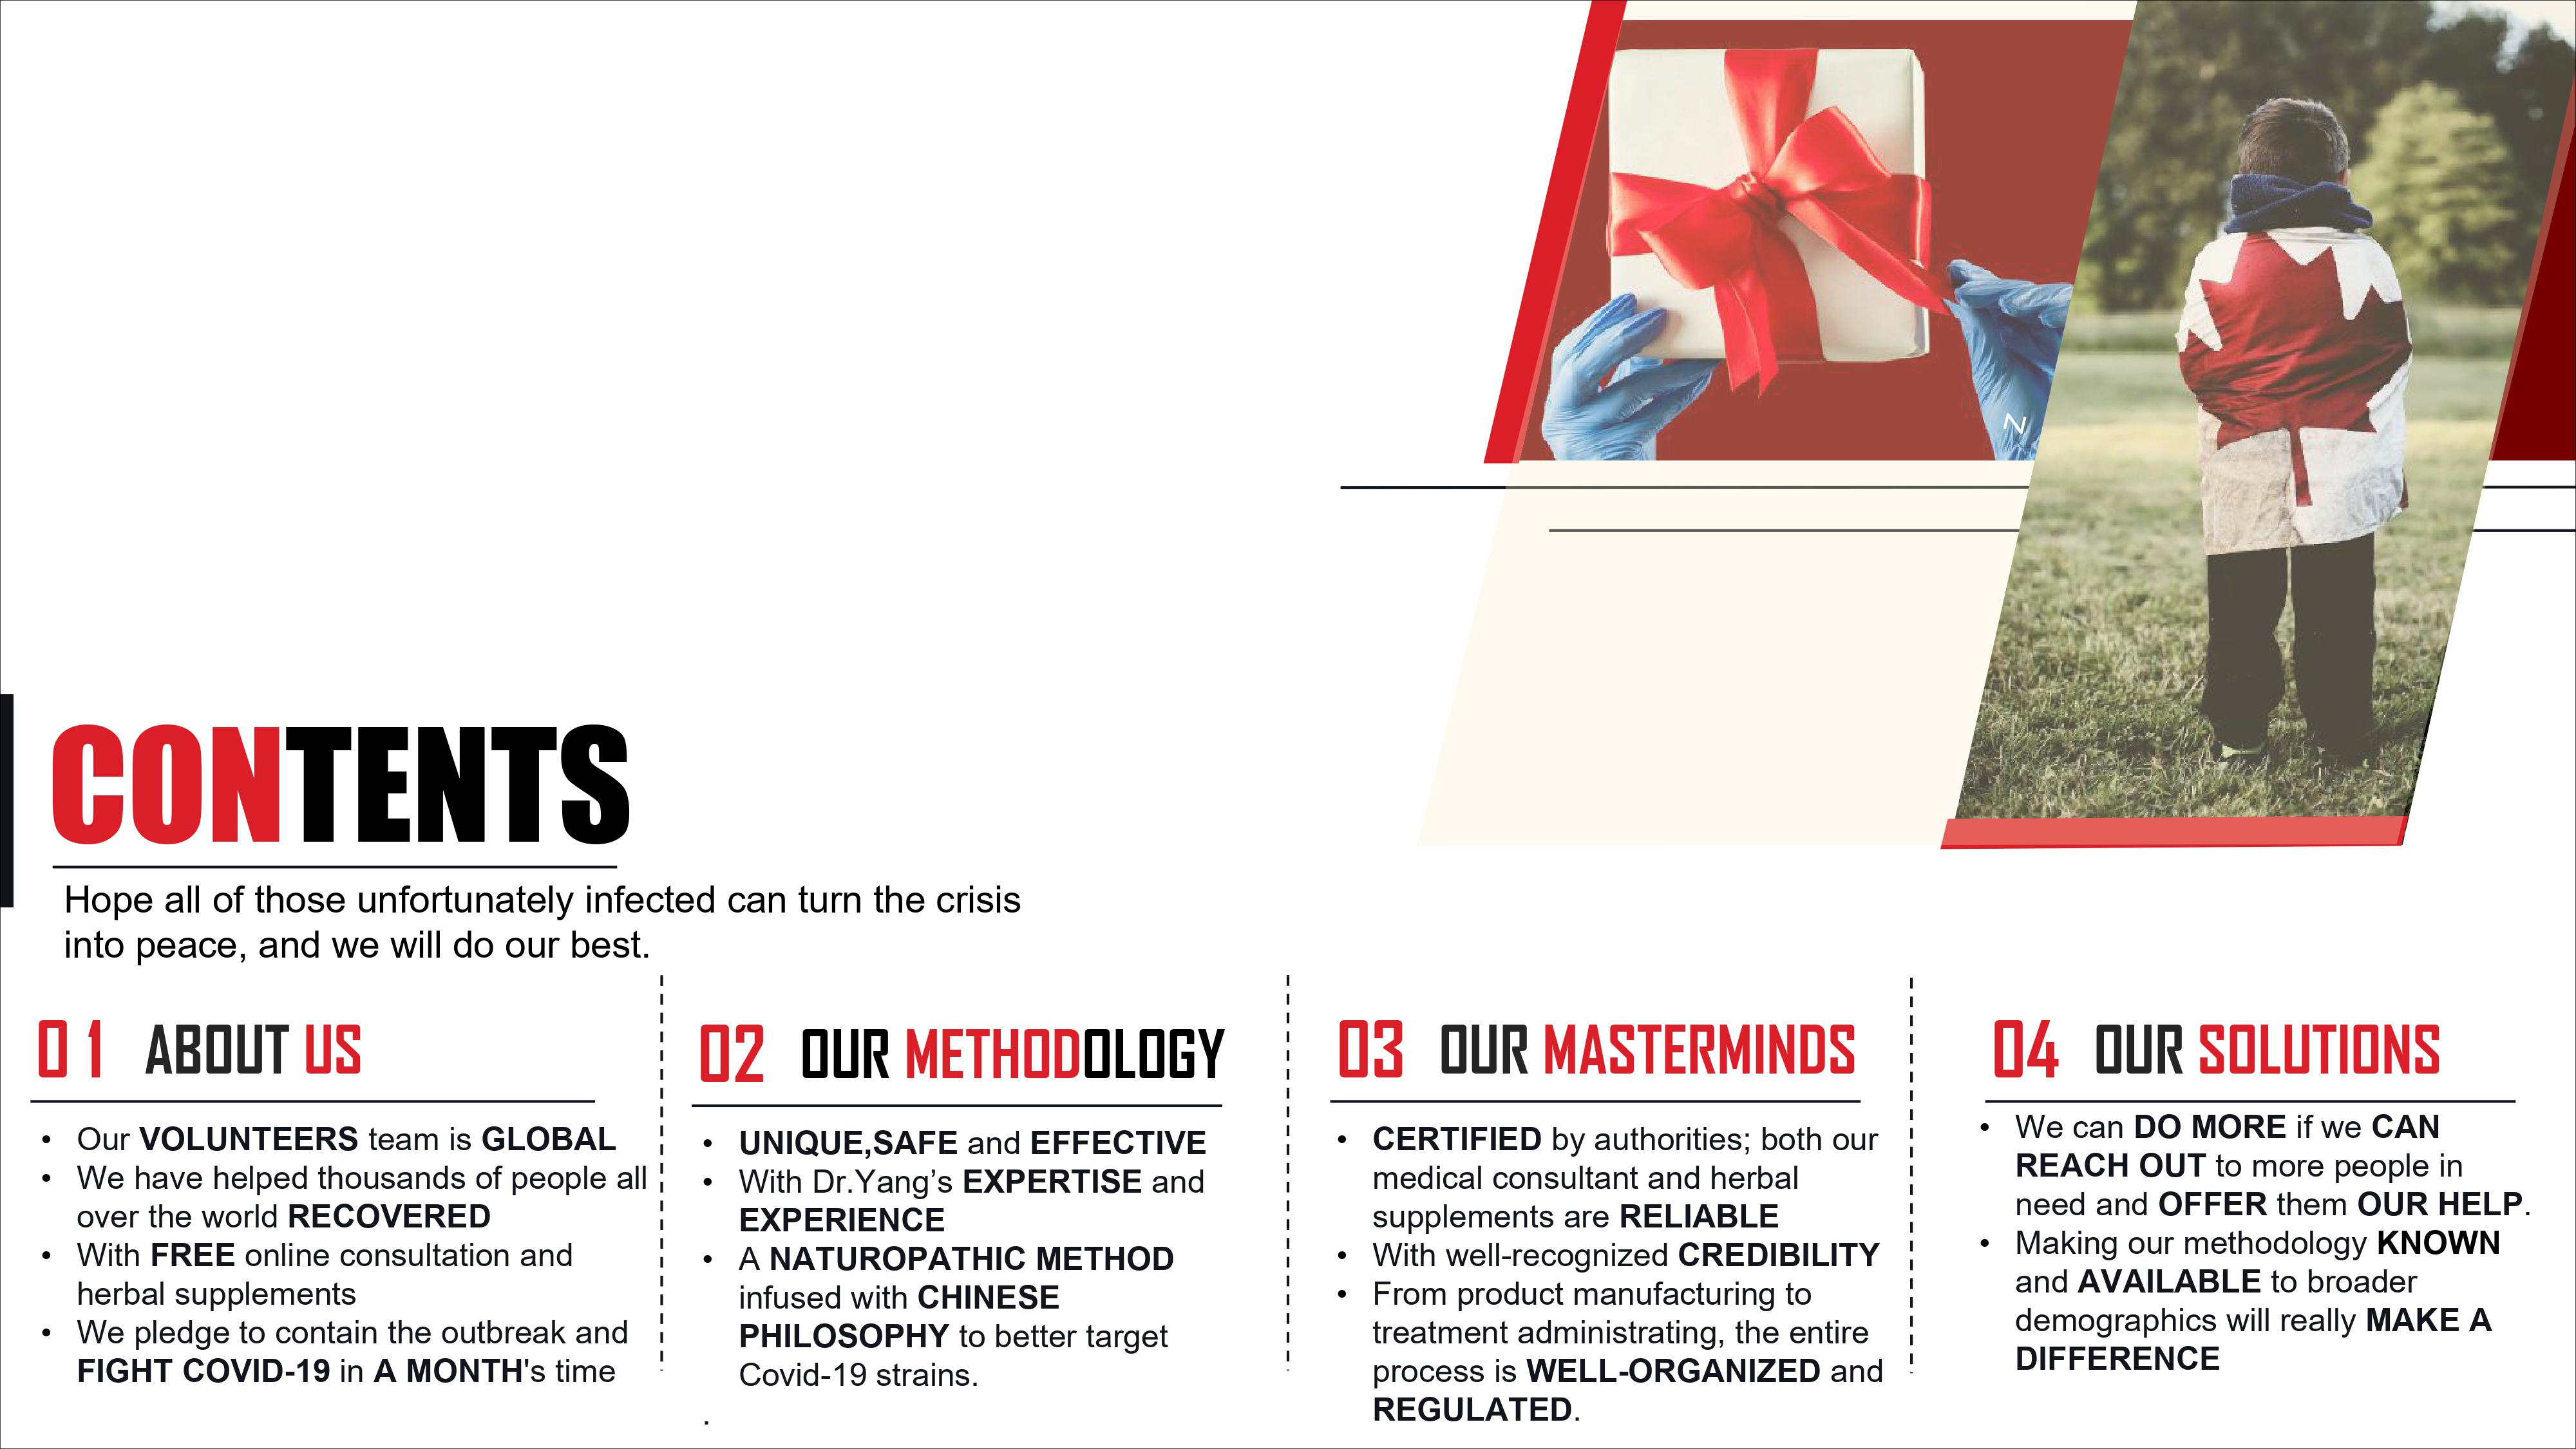 N
CONTENTS
Hope all of those unfortunately infected can turn the crisis
into peace, and we will do our best.
01 ABOUT US
• Our VOLUNTEERS team is GLOBAL
• We have helped thousands of people all
over the world RECOVERED
• With FREE online consultation and
herbal supplements
• We pledge to contain the outbreak and
FIGHT COVID-19 in A MONTH's time
02 OUR METHODOLOGY
• UNIQUE,SAFE and EFFECTIVE
• With Dr.Yang’s EXPERTISE and
EXPERIENCE
• A NATUROPATHIC METHOD
infused with CHINESE
PHILOSOPHY to better target
Covid-19 strains.
.
03 OUR MASTERMINDS
• CERTIFIED by authorities; both our
medical consultant and herbal
supplements are RELIABLE
• With well-recognized CREDIBILITY
• From product manufacturing to
treatment administrating, the entire
process is WELL-ORGANIZED and
REGULATED.
04 OUR SOLUTIONS
• We can DO MORE if we CAN
REACH OUT to more people in
need and OFFER them OUR HELP.
• Making our methodology KNOWN
and AVAILABLE to broader
demographics will really MAKE A
DIFFERENCE